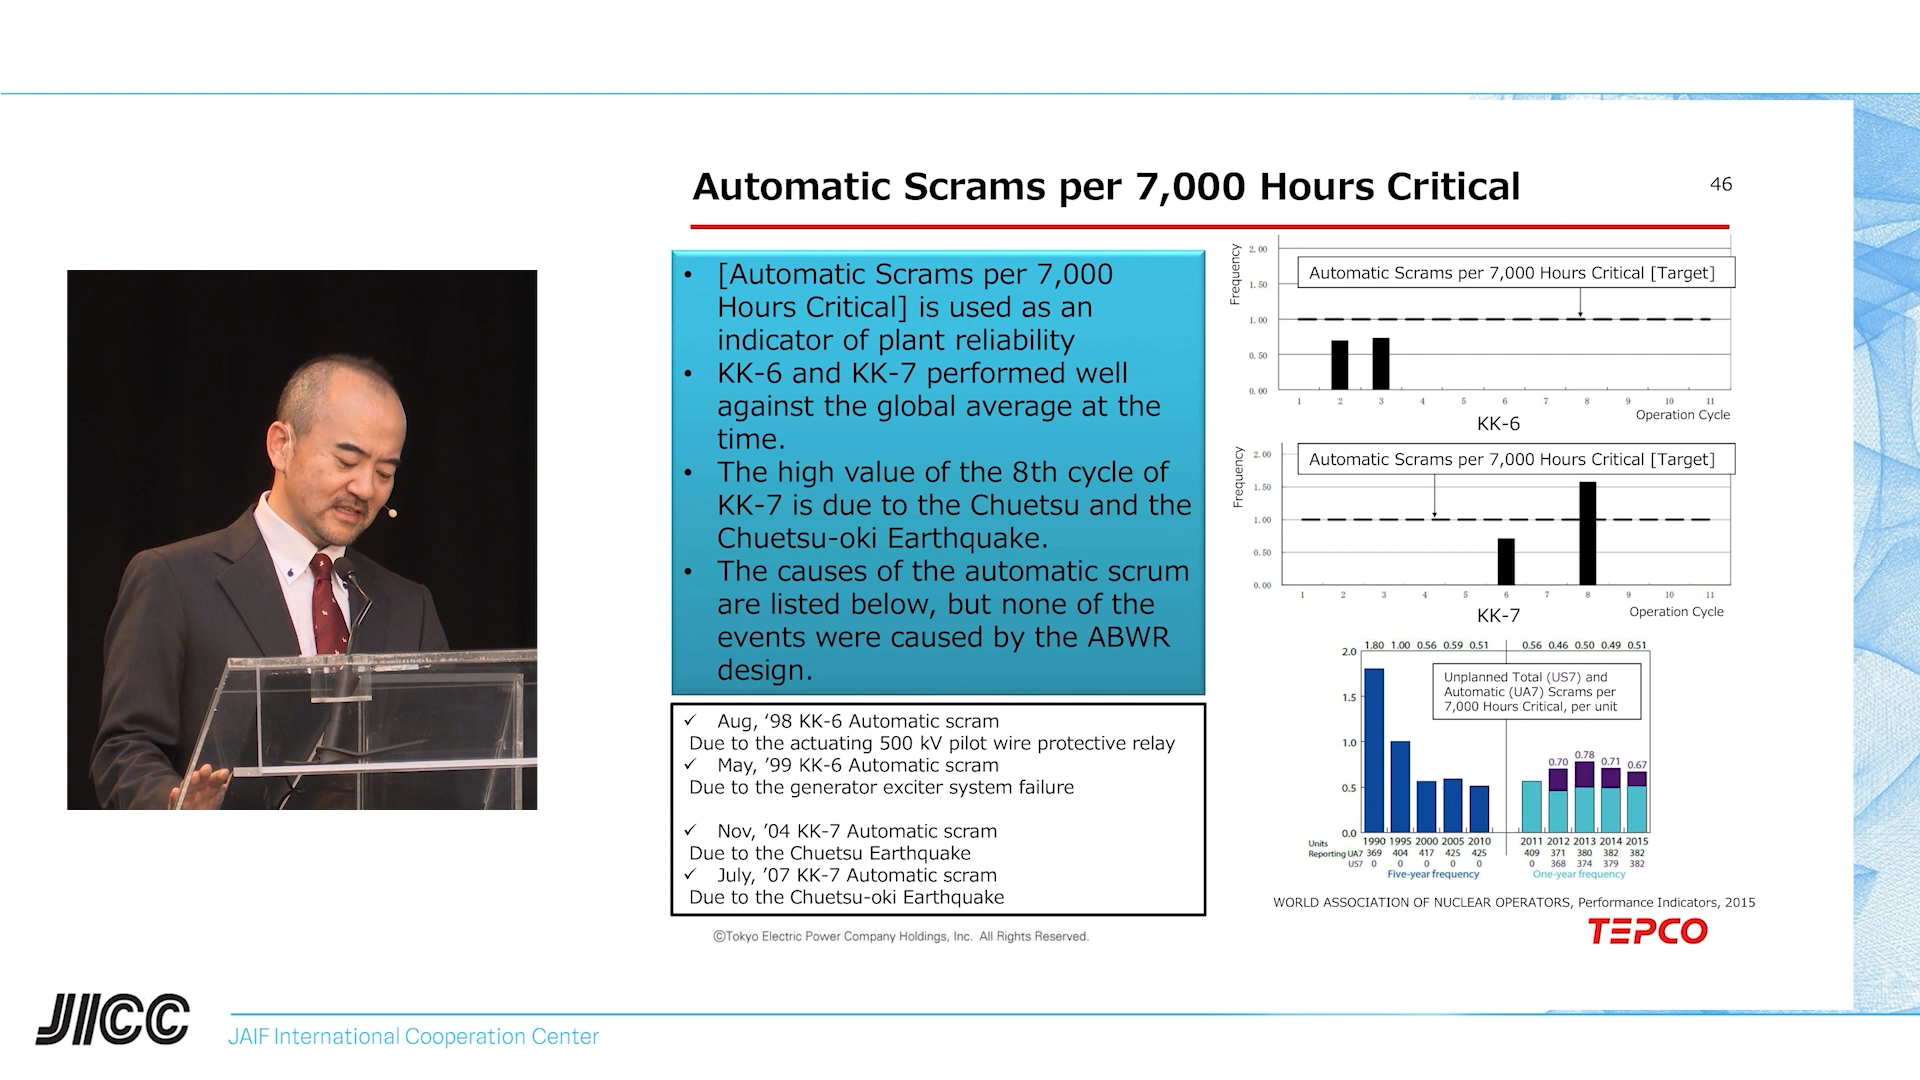 Automatic Scrams per 7,000 Hours Critical
46
• [Automatic Scrams per 7,000
Hours Critical] is used as an
indicator of plant reliability
• KK-6 and KK-7 performed well
against the global average at the
time.
• The high value of the 8th cycle of
KK-7 is due to the Chuetsu and the
Chuetsu-oki Earthquake.
• The causes of the automatic scrum
are listed below, but none of the
events were caused by the ABWR
design.
✓ Aug, ‘98 KK-6 Automatic scram
Due to the actuating 500 kV pilot wire protective relay
✓ May, ’99 KK-6 Automatic scram
Due to the generator exciter system failure
✓ Nov, ’04 KK-7 Automatic scram
Due to the Chuetsu Earthquake
✓ July, ’07 KK-7 Automatic scram
Due to the Chuetsu-oki Earthquake
©Tokyo Electric Power Company Holdings, Inc. All Rights Reserved.
Frequency
2.00
Automatic Scrams per 7,000 Hours Critical [Target]
1.50
1.00
0.50
0.00
1 2 3 4 5 6 7 8 9 10 11
Operation Cycle
KK-6
Frequency
2.00
Automatic Scrams per 7,000 Hours Critical [Target]
1.50
1.00
0.50
0.00
1 2 3 4 5 6 7 8 9 10 11
Operation Cycle
KK-7
1.80 1.00 0.56 0.59 0.51 0.56 0.46 0.50 0.49 0.51
2.0
Unplanned Total (US7) and
Automatic (UA7) Scrams per
7,000 Hours Critical, per unit
1.5
1.0
0.70 0.78 0.71 0.67
0.5
0.0
1990 1995 2000 2005 2010 2011 2012 2013 2014 2015
Units
Reporting UA7 369 404 417 425 425 409 371 380 382 382
US7 0 0 0 0 0 0 368 374 379 382
Five-year frequency One-year frequency
WORLD ASSOCIATION OF NUCLEAR OPERATORS, Performance Indicators, 2015
TEPCO
JICC
JAIF International Cooperation Center